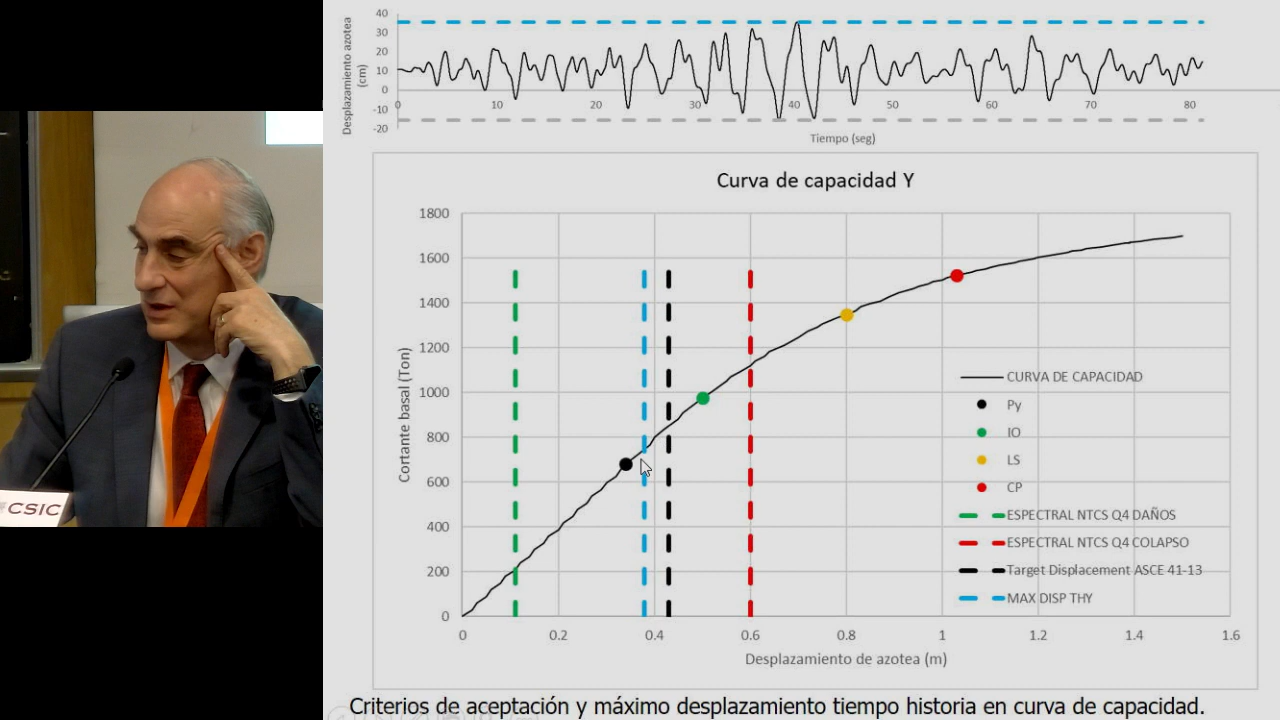 Desplazamiento azotea
(cm)
40
30
20
10
0
-10
-20
0 10 20 30 40 50 60 70 80
Tiempo (seg)
Curva de capacidad Y
Cortante basal (Ton)
1800
1600
1400
1200
1000
800
600
400
200
0
0 0.2 0.4 0.6 0.8 1 1.2 1.4 1.6
Desplazamiento de azotea (m)
CURVA DE CAPACIDAD
Py
IO
LS
CP
ESPECTRAL NTCS Q4 DAÑOS
ESPECTRAL NTCS Q4 COLAPSO
Target Displacement ASCE 41-13
MAX DISP THY
Criterios de aceptación y máximo desplazamiento tiempo historia en curva de capacidad.
CSIC